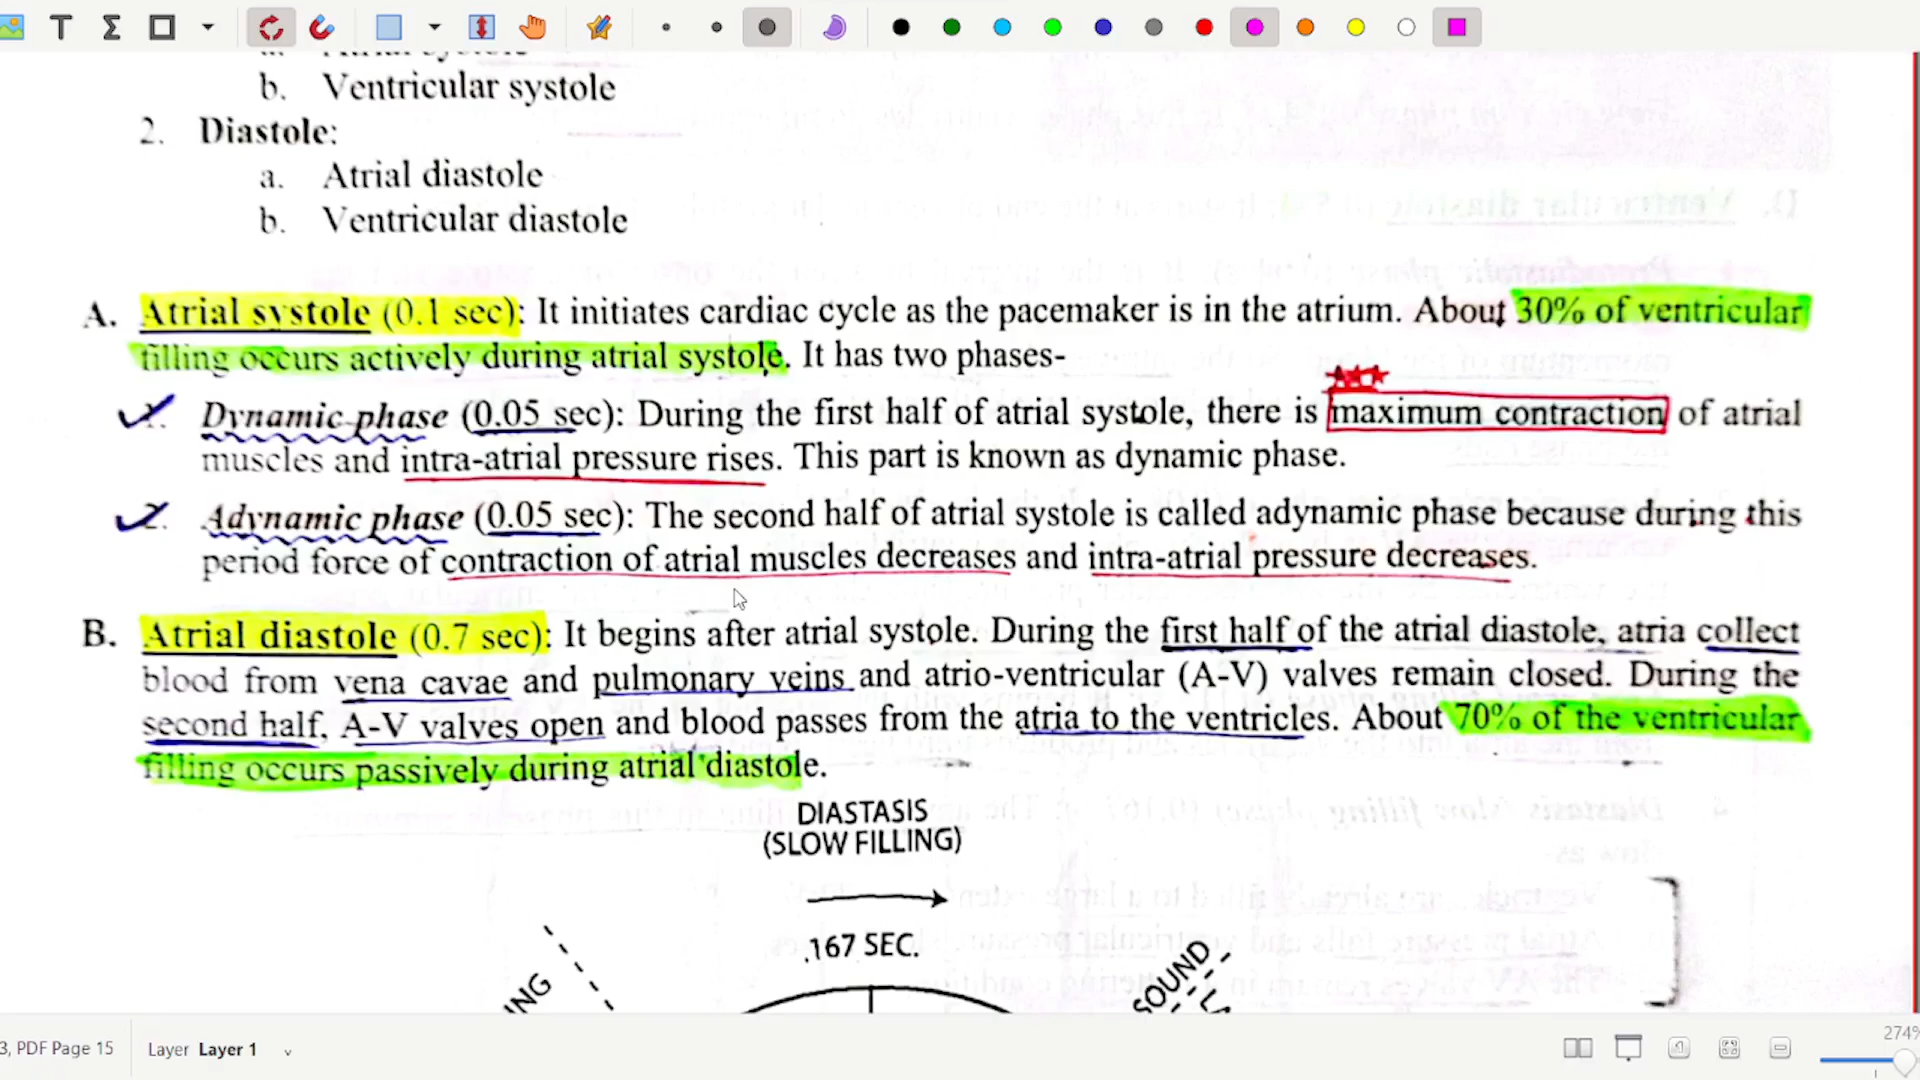 b. Ventricular systole
2. Diastole:
a. Atrial diastole
b. Ventricular diastole
A. Atrial systole (0.1 sec): It initiates cardiac cycle as the pacemaker is in the atrium. About 30% of ventricular
filling occurs actively during atrial systole. It has two phases-
1. Dynamic phase (0.05 sec): During the first half of atrial systole, there is maximum contraction of atrial
muscles and intra-atrial pressure rises. This part is known as dynamic phase.
2. Adynamic phase (0.05 sec): The second half of atrial systole is called adynamic phase because during this
period force of contraction of atrial muscles decreases and intra-atrial pressure decreases.
B. Atrial diastole (0.7 sec): It begins after atrial systole. During the first half of the atrial diastole, atria collect
blood from vena cavae and pulmonary veins and atrio-ventricular (A-V) valves remain closed. During the
second half, A-V valves open and blood passes from the atria to the ventricles. About 70% of the ventricular
filling occurs passively during atrial diastole.
DIASTASIS
(SLOW FILLING)
.167 SEC.
SOUND
3, PDF Page 15
Layer Layer 1
274%